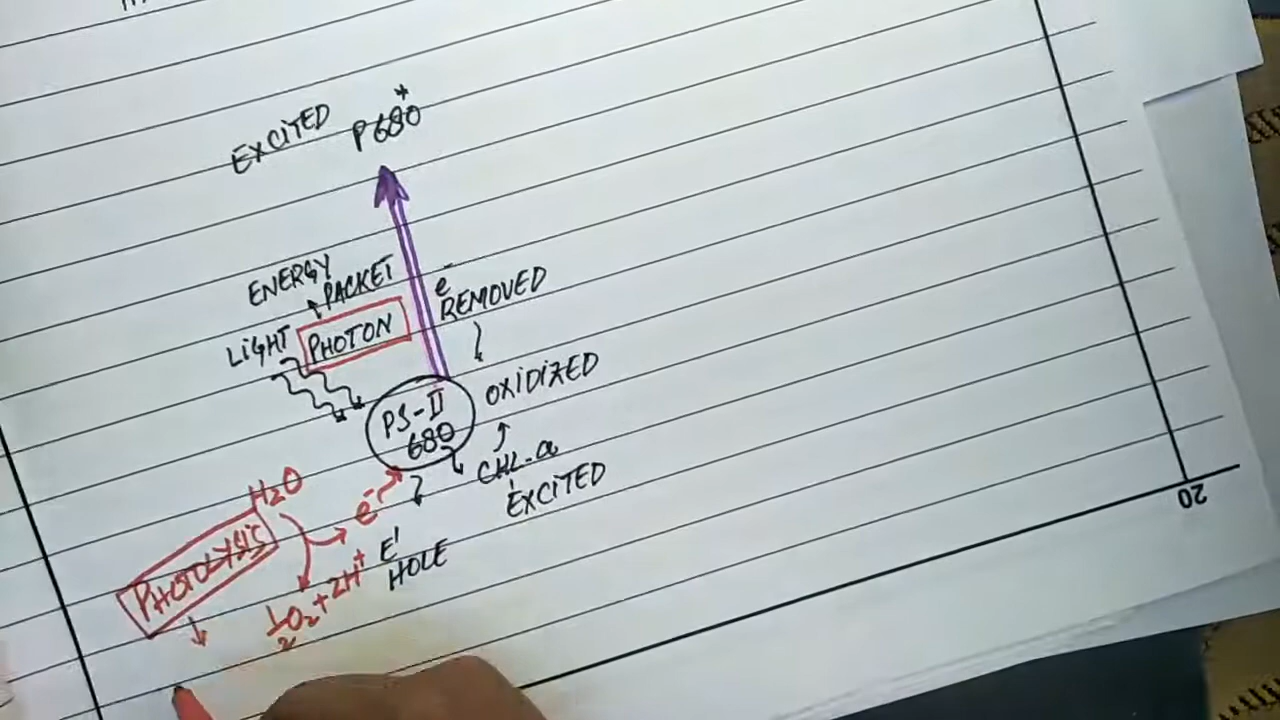 EXCITED P680*
ENERGY
PACKET
LIGHT PHOTON
e⁻
REMOVED
OXIDIZED
PS-II
680
CHL-a
EXCITED
H₂O
e⁻
PHOTOLYSIS
½O₂+2H⁺
E'
HOLE
20